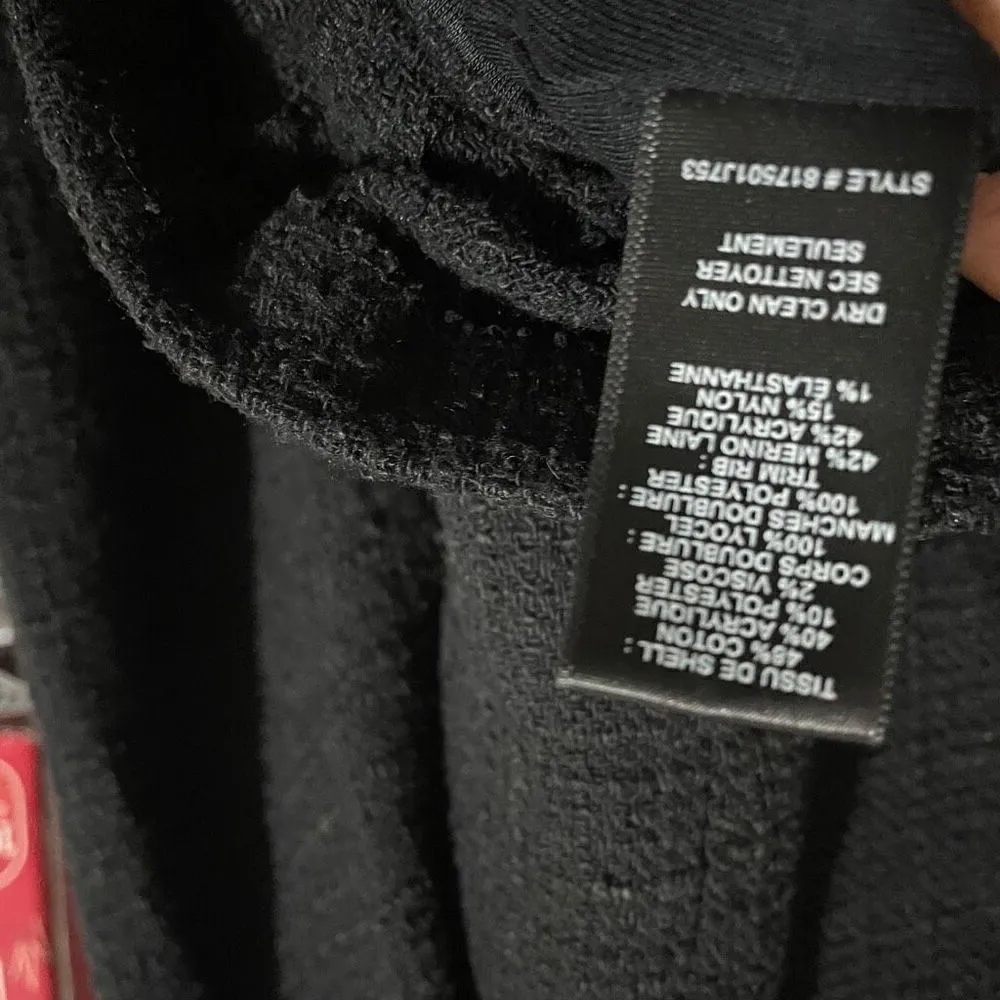 TISSU DE SHELL :
48% COTON
40% ACRYLIQUE
10% POLYESTER
2% VISCOSE
CORPS DOUBLURE :
100% LYOCEL
MANCHES DOUBLURE :
100% POLYESTER
TRIM RIB :
42% MERINO LAINE
42% ACRYLIQUE
15% NYLON
1% ELASTHANNE
DRY CLEAN ONLY
SEC NETTOYER
SEULEMENT
STYLE # 817501J753